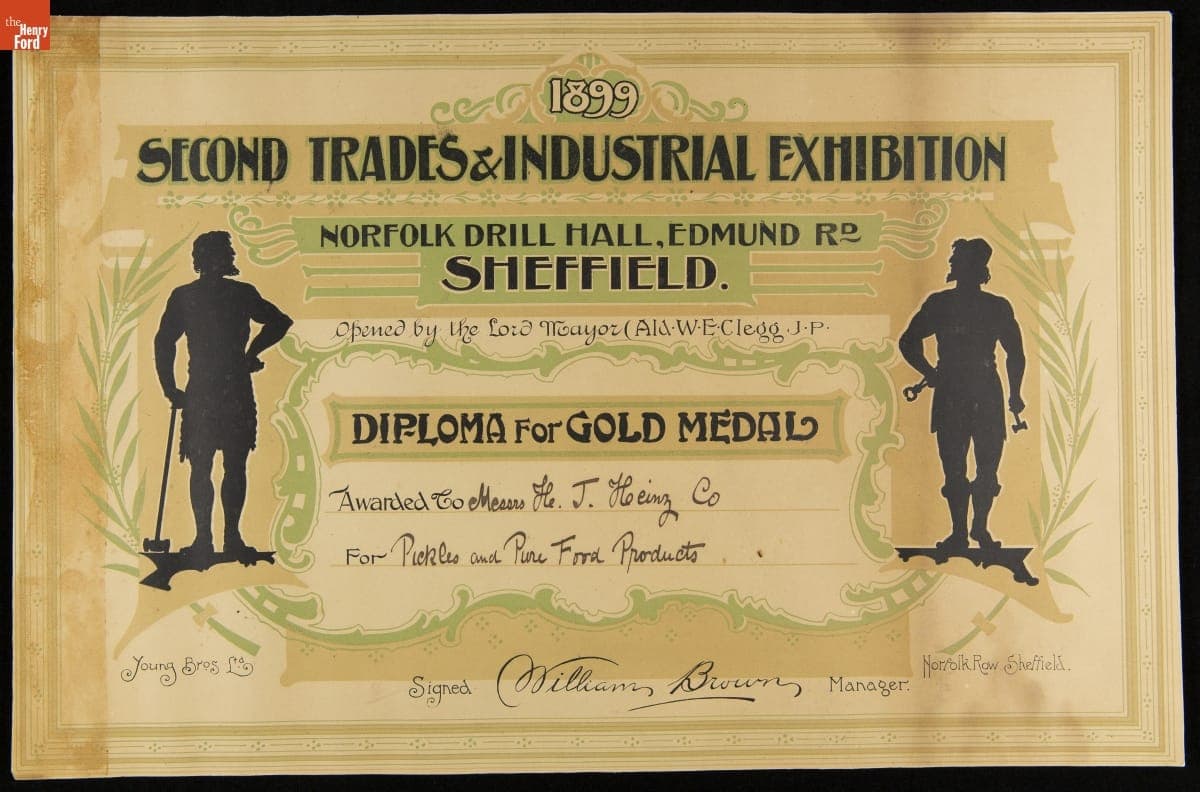 the
Henry
Ford
1899
SECOND TRADES & INDUSTRIAL EXHIBITION
NORFOLK DRILL HALL, EDMUND RD
SHEFFIELD.
Opened by the Lord Mayor (Ald. W. E. Clegg J.P.
DIPLOMA For GOLD MEDAL
Awarded To Messrs H. J. Heinz Co
For Pickles and Pure Food Products
Young Bros Ltd
Norfolk Row Sheffield.
Signed William Brown Manager.